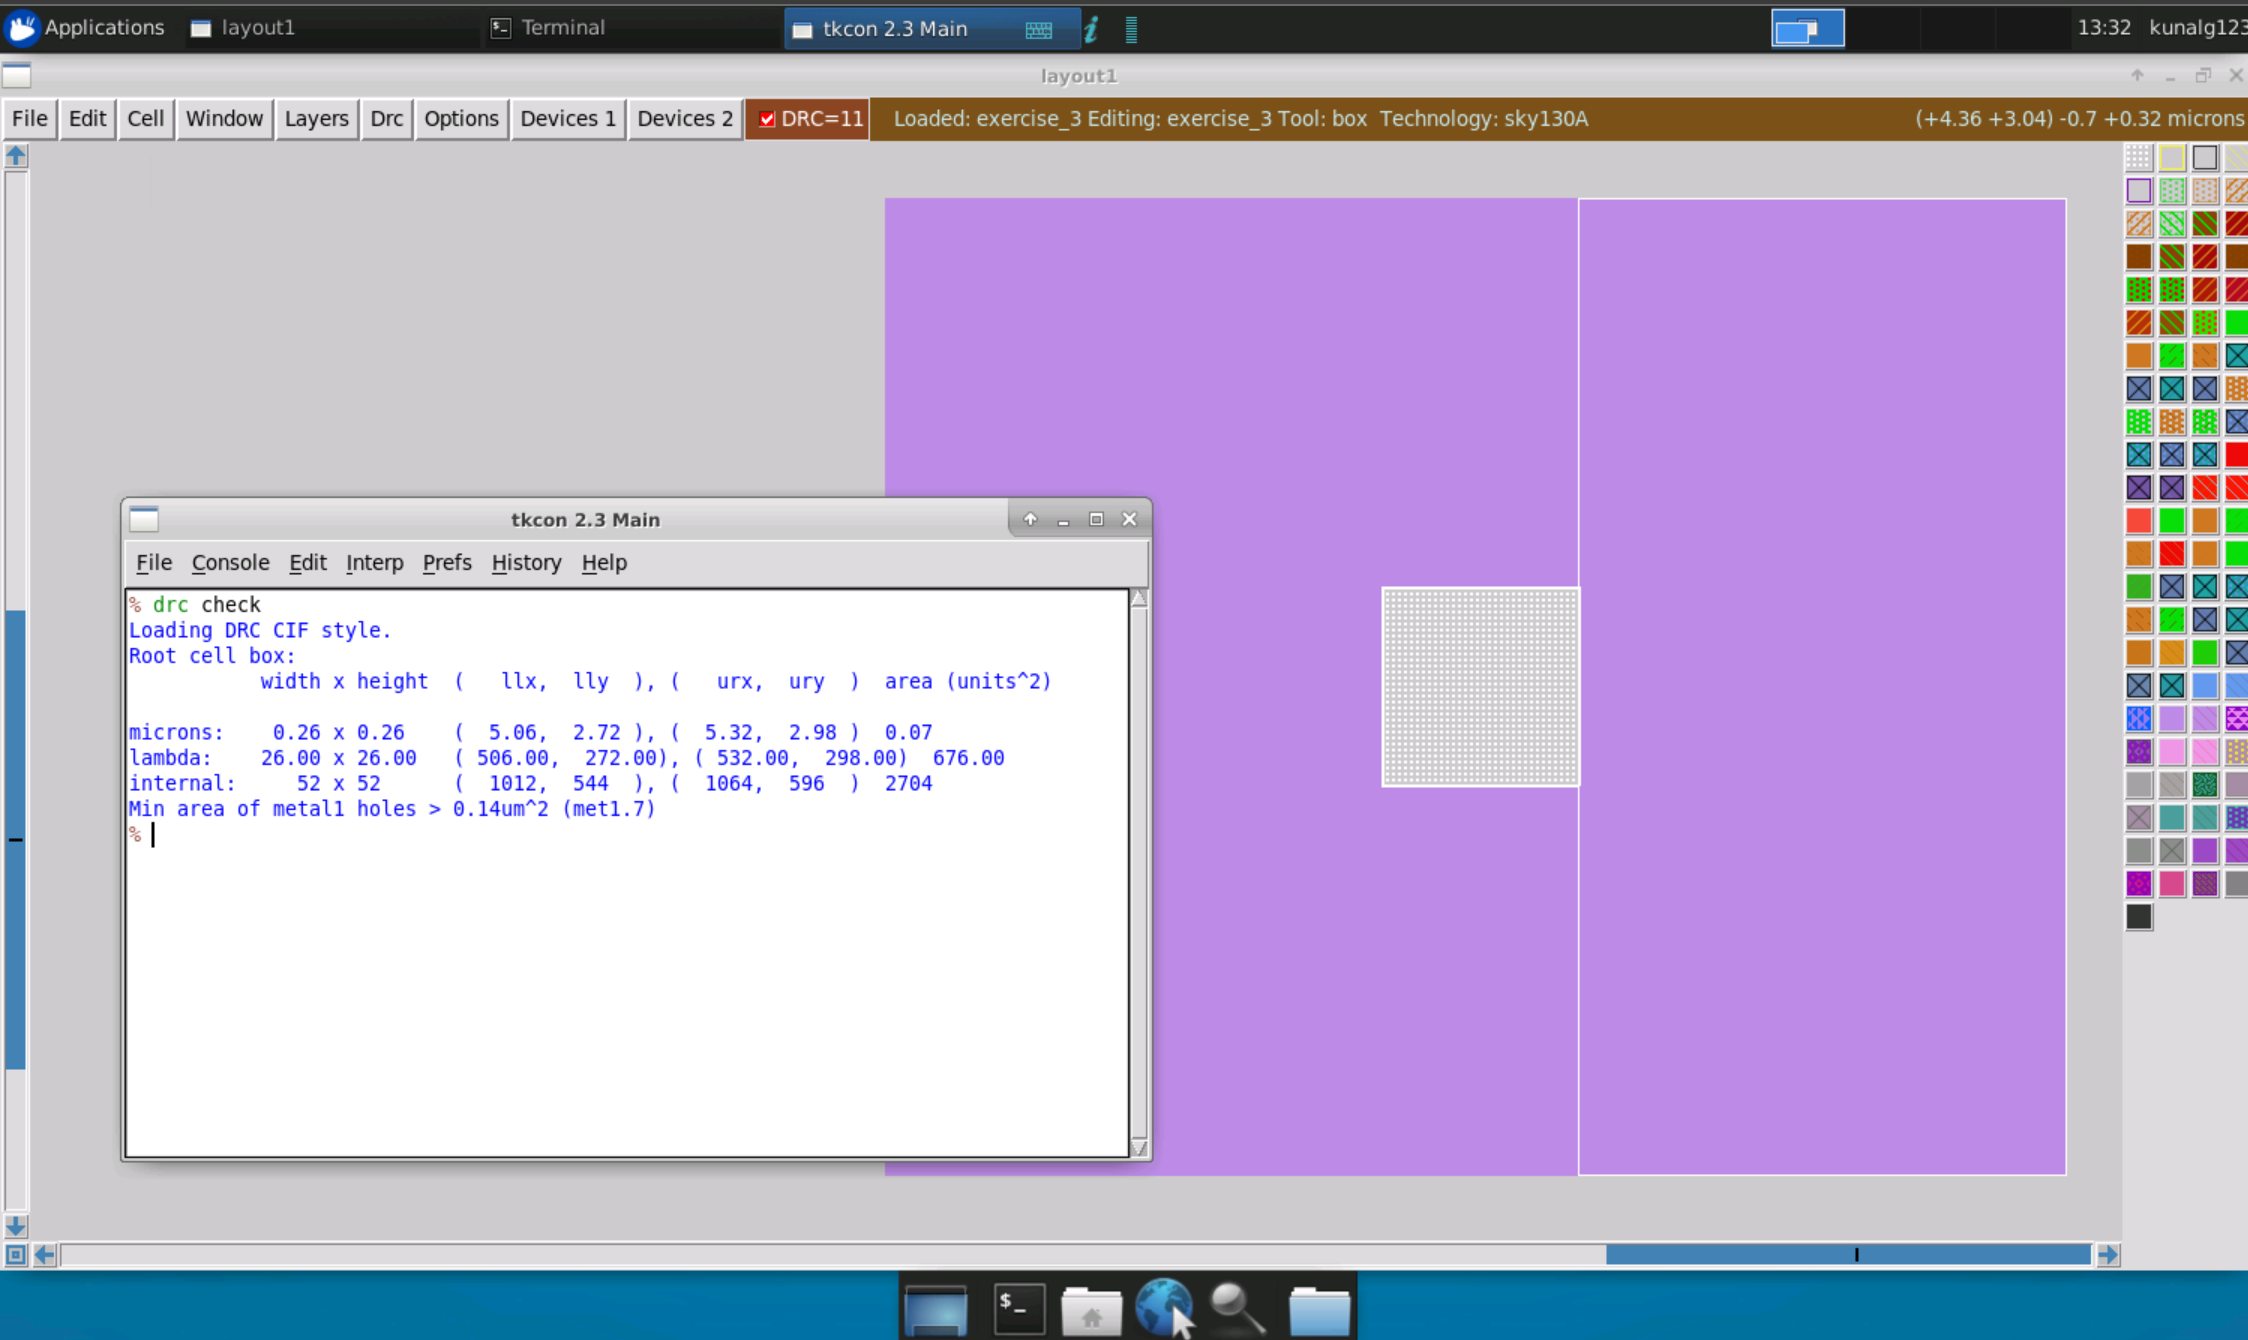 Applications layout1 Terminal tkcon 2.3 Main 13:32 kunalg123
layout1
File Edit Cell Window Layers Drc Options Devices 1 Devices 2 DRC=11 Loaded: exercise_3 Editing: exercise_3 Tool: box Technology: sky130A (+4.36 +3.04) -0.7 +0.32 microns
tkcon 2.3 Main
File Console Edit Interp Prefs History Help
% drc check
Loading DRC CIF style.
Root cell box:
width x height ( llx, lly ), ( urx, ury ) area (units^2)
microns: 0.26 x 0.26 ( 5.06, 2.72 ), ( 5.32, 2.98 ) 0.07
lambda: 26.00 x 26.00 ( 506.00, 272.00), ( 532.00, 298.00) 676.00
internal: 52 x 52 ( 1012, 544 ), ( 1064, 596 ) 2704
Min area of metal1 holes > 0.14um^2 (met1.7)
%
$_